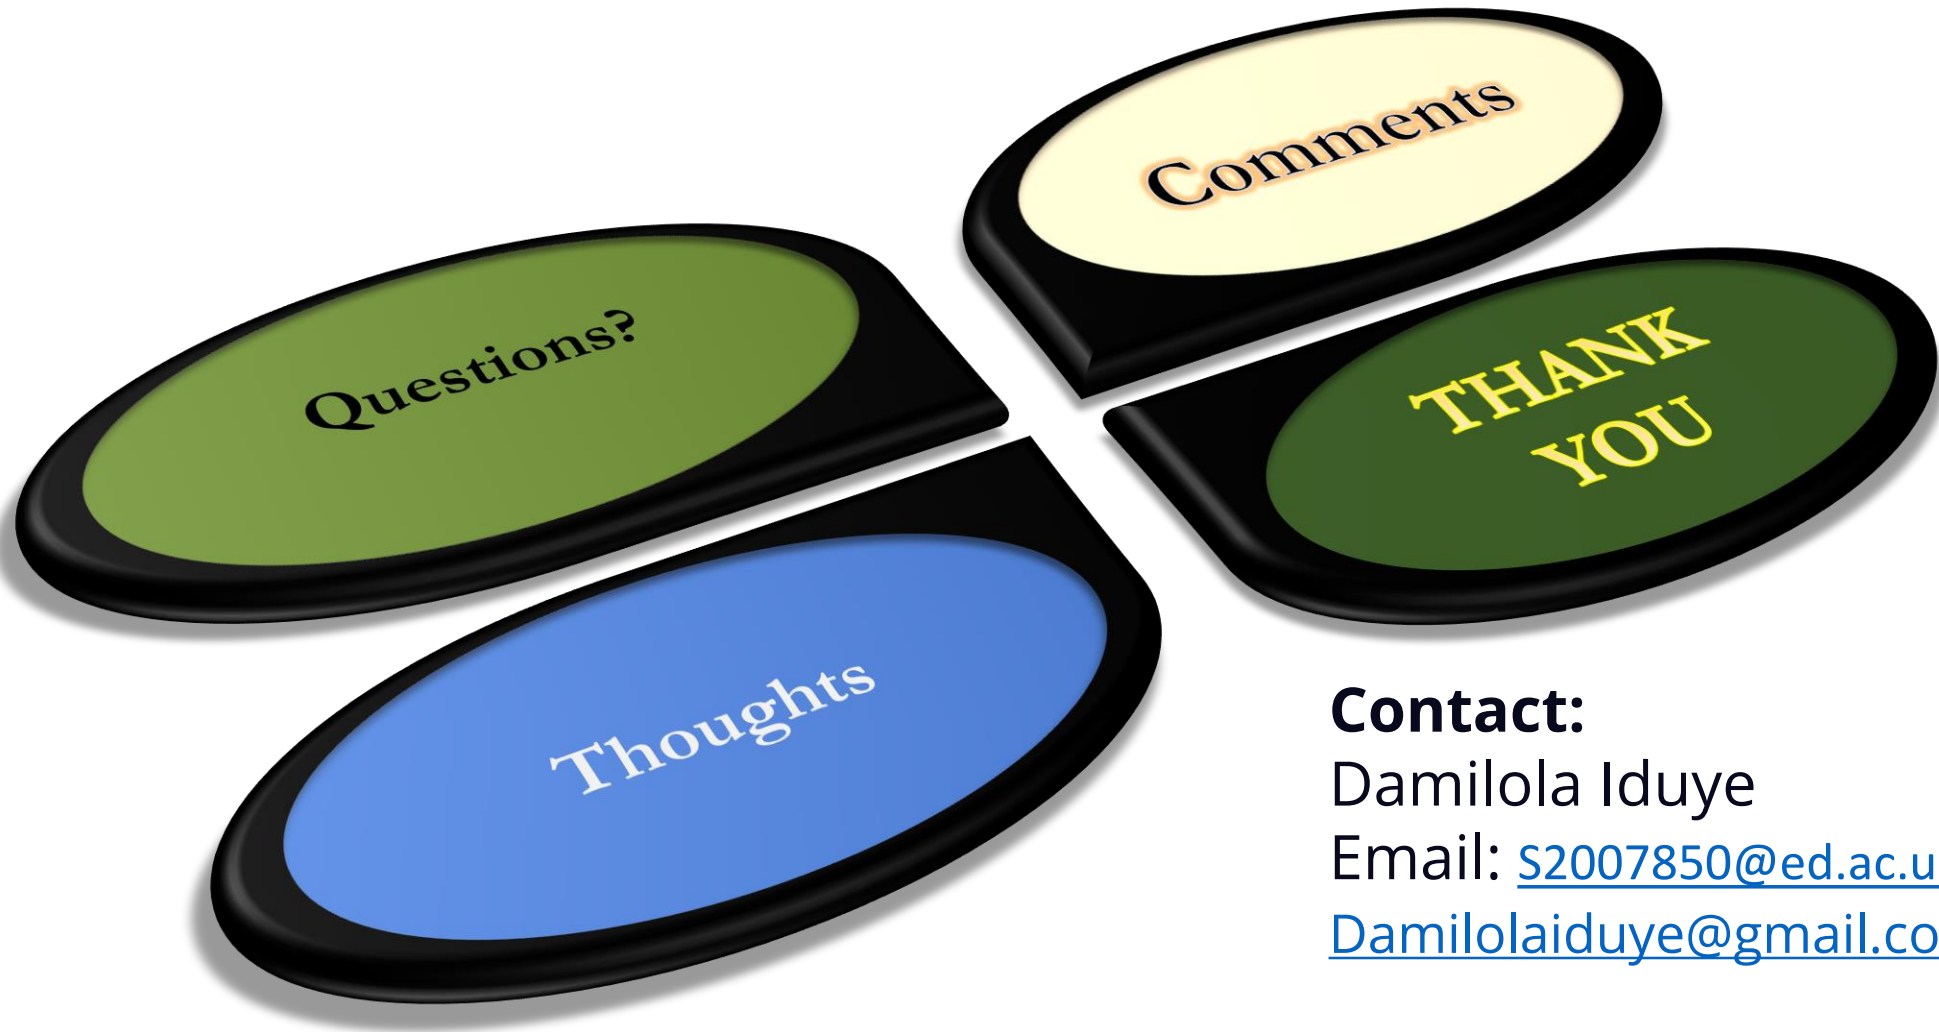 Comments
Questions?
THANK
YOU
Thoughts
Contact:
Damilola Iduye
Email: S2007850@ed.ac.u
Damilolaiduye@gmail.co